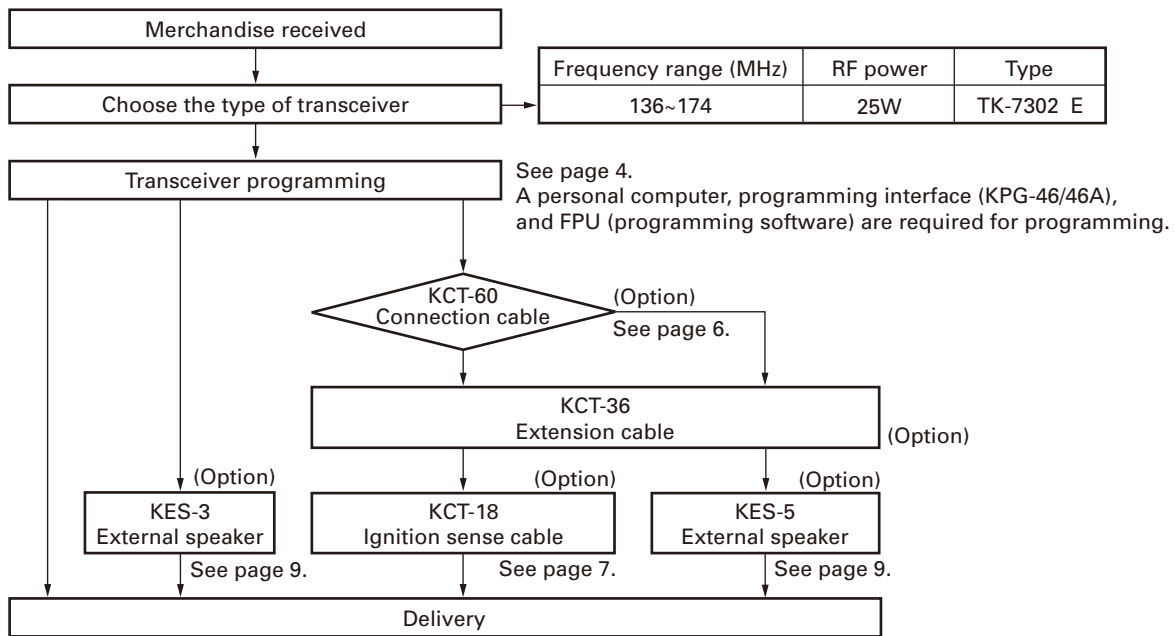 Merchandise received
Choose the type of transceiver
Frequency range (MHz) RF power Type
136~174 25W TK-7302 E
Transceiver programming
See page 4.
A personal computer, programming interface (KPG-46/46A),
and FPU (programming software) are required for programming.
KCT-60
Connection cable
(Option)
See page 6.
KCT-36
Extension cable
(Option)
(Option)
KES-3
External speaker
See page 9.
(Option)
KCT-18
Ignition sense cable
See page 7.
(Option)
KES-5
External speaker
See page 9.
Delivery